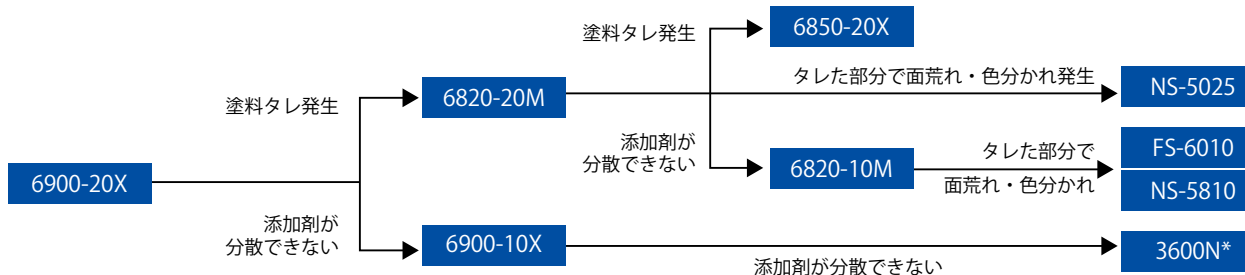 塗料タレ発生
6850-20X
タレた部分で面荒れ・色分かれ発生
NS-5025
塗料タレ発生
6820-20M
添加剤が
分散できない
6820-10M
タレた部分で
面荒れ・色分かれ
FS-6010
NS-5810
6900-20X
添加剤が
分散できない
6900-10X
添加剤が分散できない
3600N*